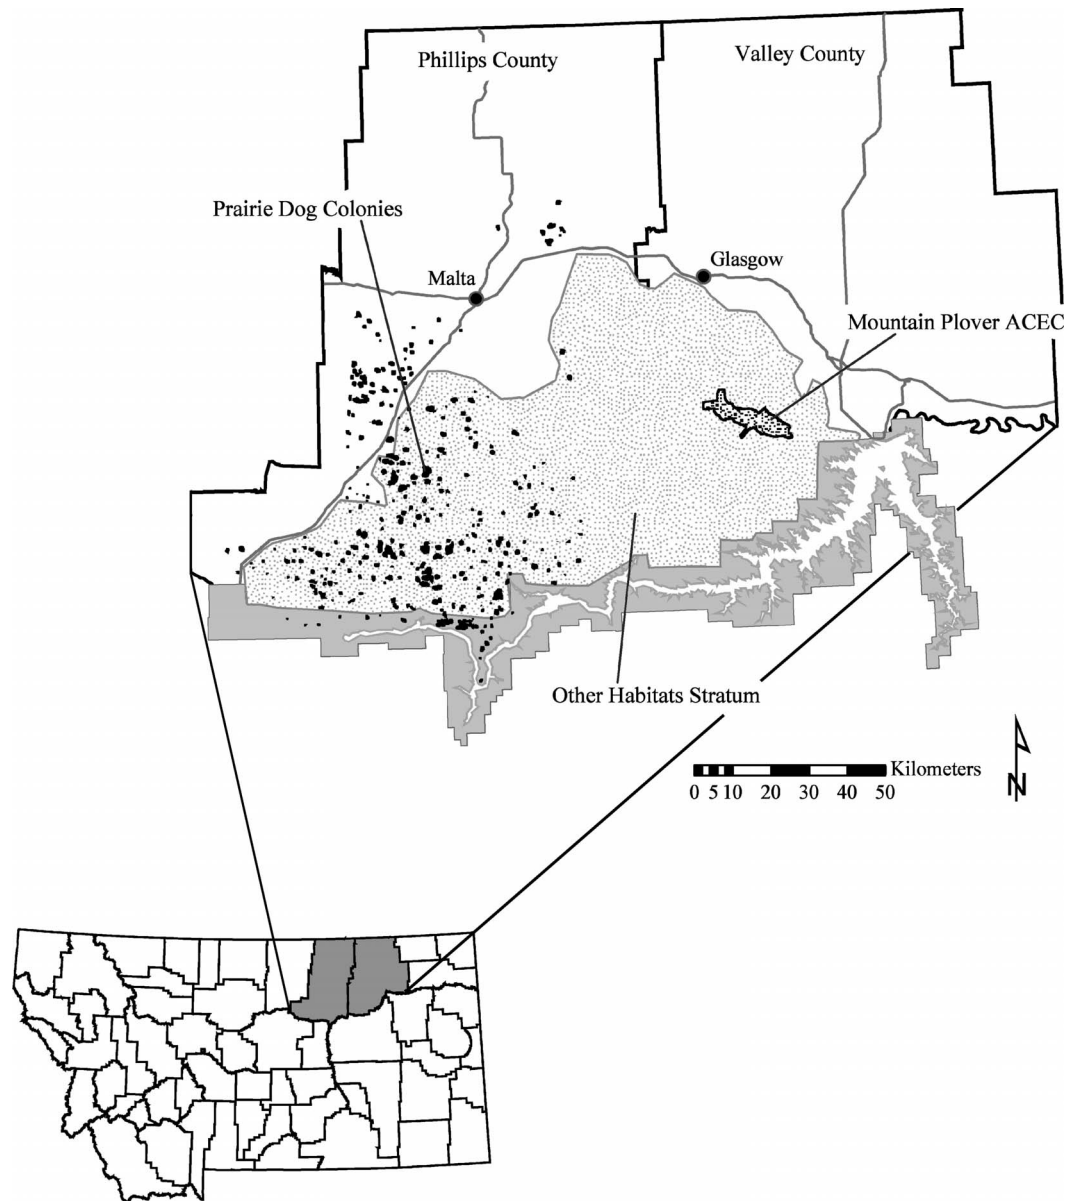 Phillips County
Valley County
Prairie Dog Colonies
Malta
Glasgow
Mountain Plover ACEC
Other Habitats Stratum
Kilometers
0 5 10 20 30 40 50
N